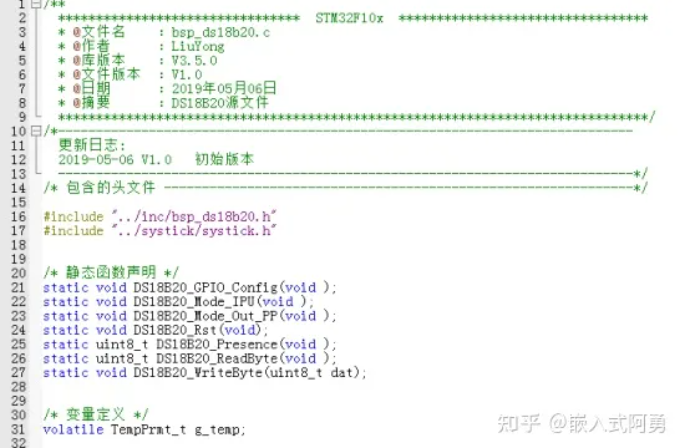 1 /**
2 ******************************** STM32F10x ********************************
3 * @文件名 : bsp_ds18b20.c
4 * @作者 : LiuYong
5 * @库版本 : V3.5.0
6 * @文件版本 : V1.0
7 * @日期 : 2019年05月06日
8 * @摘要 : DS18B20源文件
9 ******************************************************************************/
10 /*----------------------------------------------------------------------------
11 更新日志:
12 2019-05-06 V1.0 初始版本
13 ----------------------------------------------------------------------------*/
14 /* 包含的头文件 --------------------------------------------------------------*/
15
16 #include "../inc/bsp_ds18b20.h"
17 #include "../systick/systick.h"
18
19
20 /* 静态函数声明 */
21 static void DS18B20_GPIO_Config(void );
22 static void DS18B20_Mode_IPU(void );
23 static void DS18B20_Mode_Out_PP(void );
24 static void DS18B20_Rst(void);
25 static uint8_t DS18B20_Presence(void );
26 static uint8_t DS18B20_ReadByte(void );
27 static void DS18B20_WriteByte(uint8_t dat);
28
29
30 /* 变量定义 */
31 volatile TempPrmt_t g_temp;
32
知乎 @嵌入式阿勇